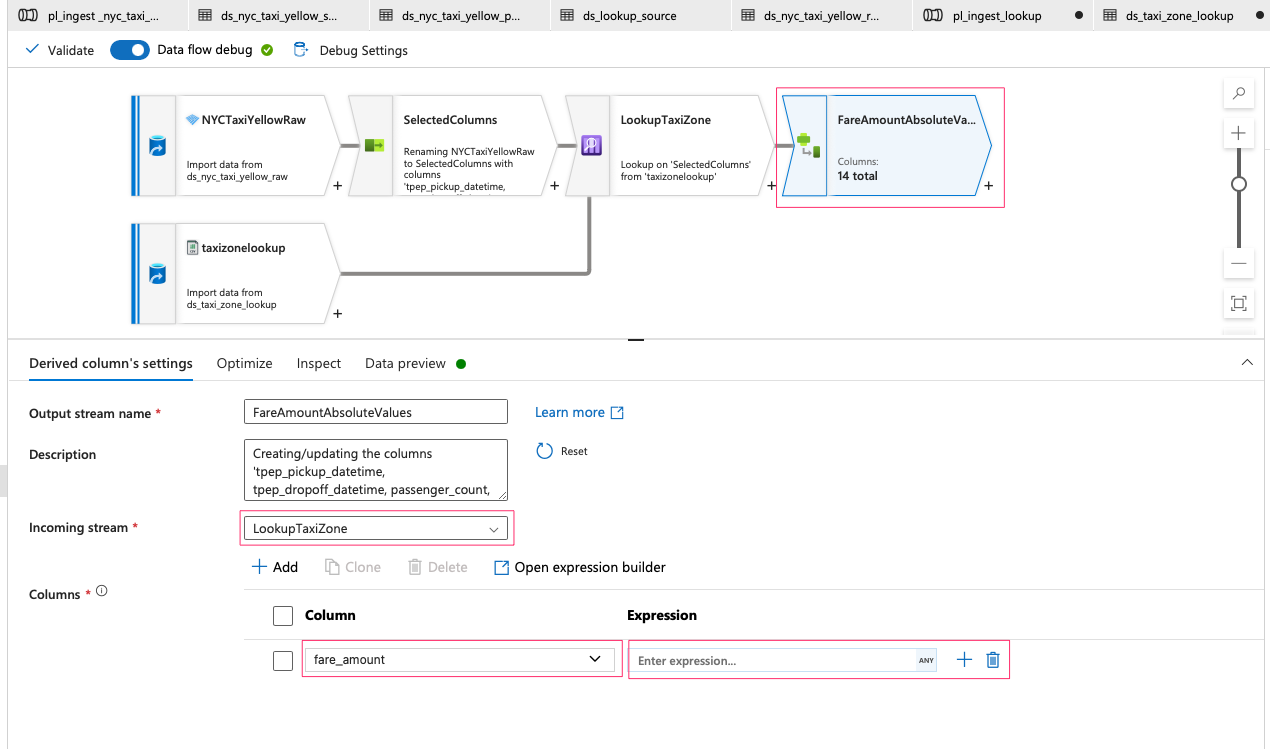 pl_ingest _nyc_taxi_...
ds_nyc_taxi_yellow_s...
ds_nyc_taxi_yellow_p...
ds_lookup_source
ds_nyc_taxi_yellow_r...
pl_ingest_lookup
ds_taxi_zone_lookup
Validate
Data flow debug
Debug Settings
NYCTaxiYellowRaw
Import data from
ds_nyc_taxi_yellow_raw
+
SelectedColumns
Renaming NYCTaxiYellowRaw
to SelectedColumns with
columns
'tpep_pickup_datetime,
+
LookupTaxiZone
Lookup on 'SelectedColumns'
from 'taxizonelookup'
+
FareAmountAbsoluteVa...
Columns:
14 total
+
taxizonelookup
Import data from
ds_taxi_zone_lookup
+
Derived column's settings
Optimize
Inspect
Data preview
Output stream name *
FareAmountAbsoluteValues
Learn more
Description
Creating/updating the columns
'tpep_pickup_datetime,
tpep_dropoff_datetime, passenger_count,
Reset
Incoming stream *
LookupTaxiZone
Add
Clone
Delete
Open expression builder
Columns *
Column
Expression
fare_amount
Enter expression...
ANY